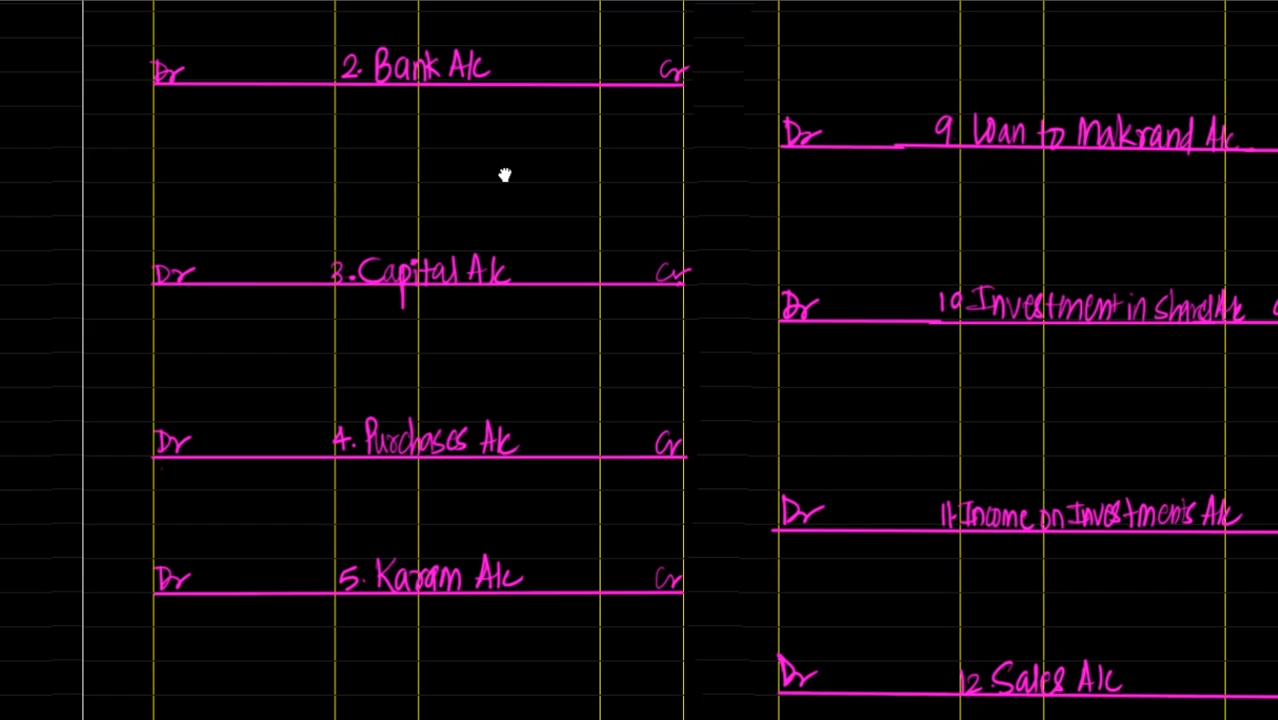 Dr 2. Bank A/c Cr
Dr 3. Capital A/c Cr
Dr 4. Purchases A/c Cr
Dr 5. Karam A/c Cr
Dr 9. Loan to Makrand A/c
Dr 10 Investment in shares A/c
Dr 11. Income on Investments A/c
Dr 12. Sales A/c